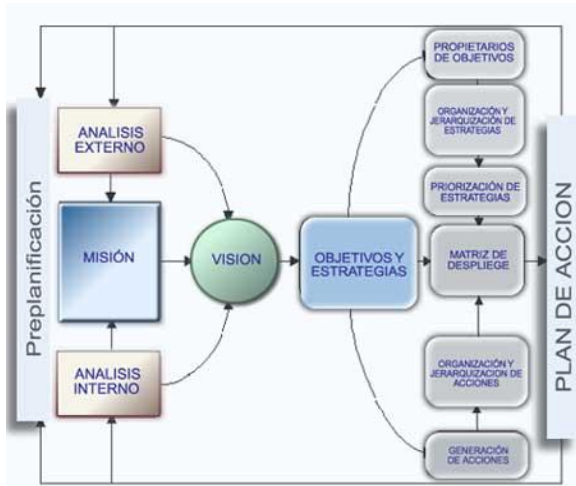 Preplanificación
ANALISIS
EXTERNO
MISIÓN
ANALISIS
INTERNO
VISION
OBJETIVOS Y
ESTRATEGIAS
PROPIETARIOS
DE OBJETIVOS
ORGANIZACIÓN Y
JERARQUIZACIÓN DE
ESTRATEGIAS
PRIORIZACIÓN DE
ESTRATEGIAS
MATRIZ DE
DESPLIEGE
ORGANIZACIÓN Y
JERARQUIZACION DE
ACCIONES
GENERACIÓN
DE ACCIONES
PLAN DE ACCION